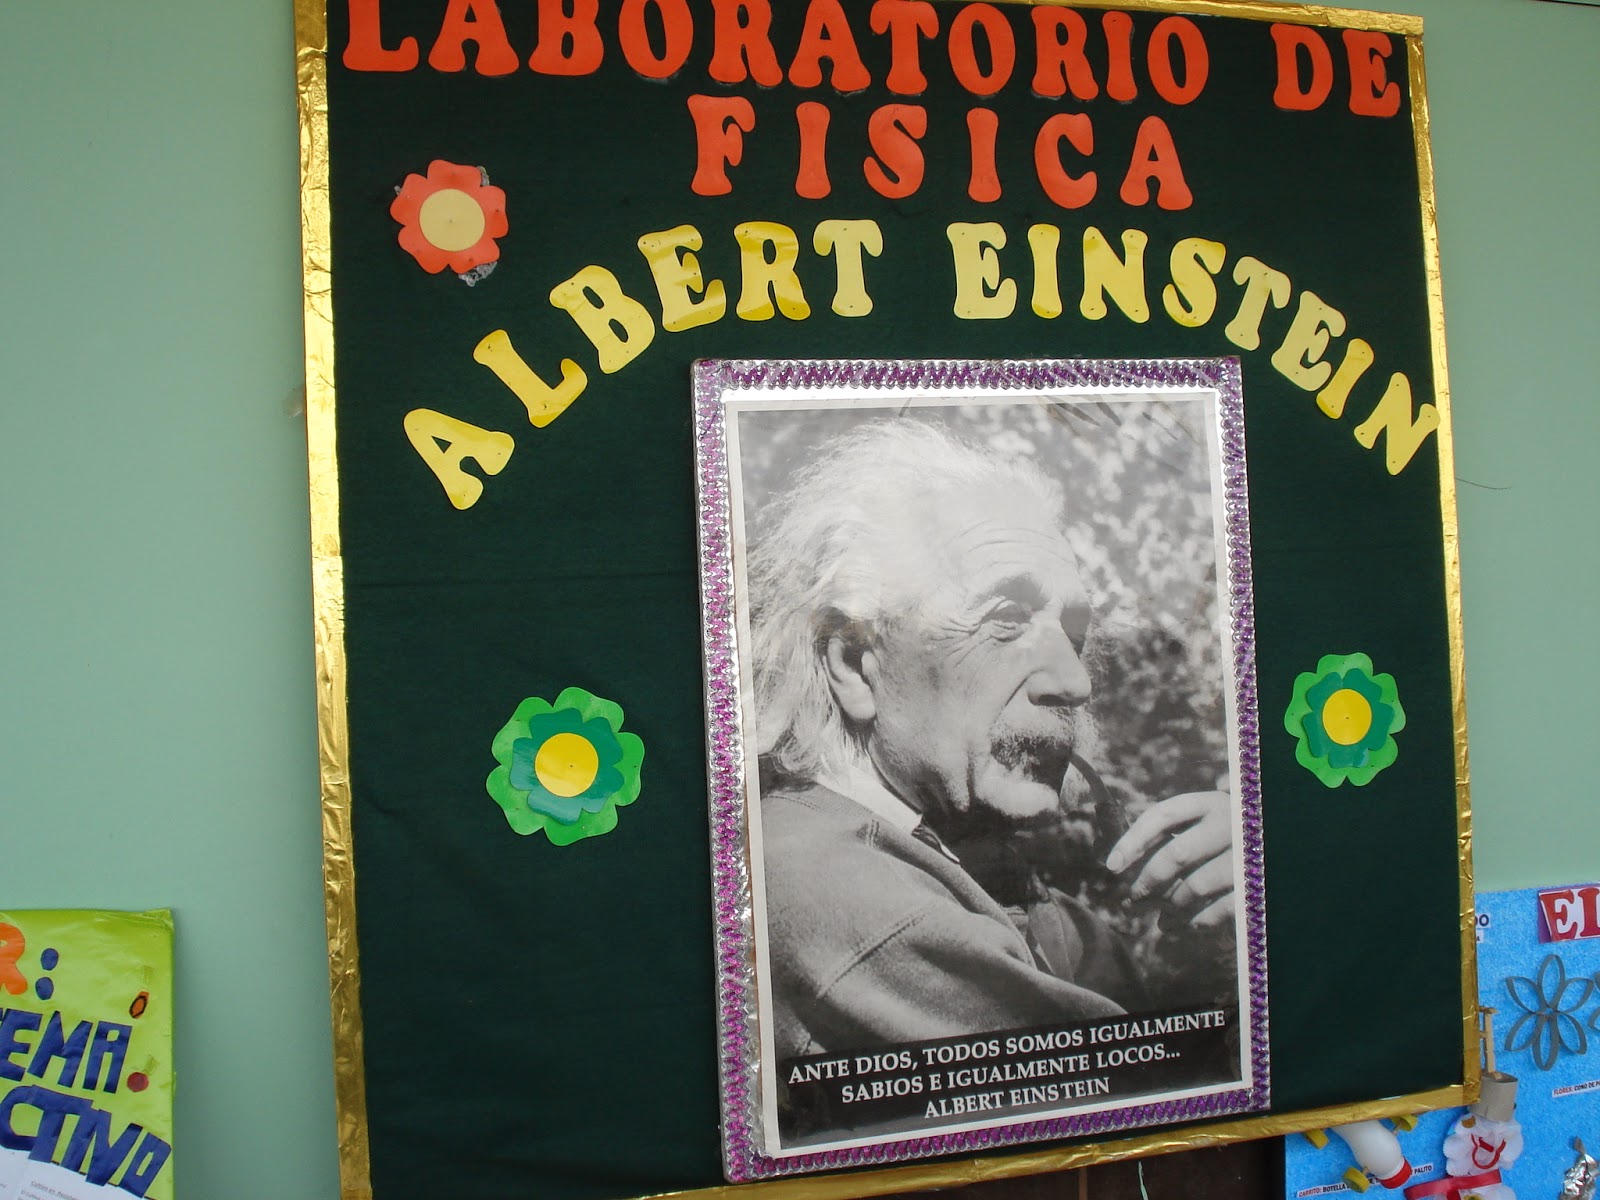 LABORATORIO DE
FISICA
ALBERT EINSTEIN
ANTE DIOS, TODOS SOMOS IGUALMENTE
SABIOS E IGUALMENTE LOCOS...
ALBERT EINSTEIN